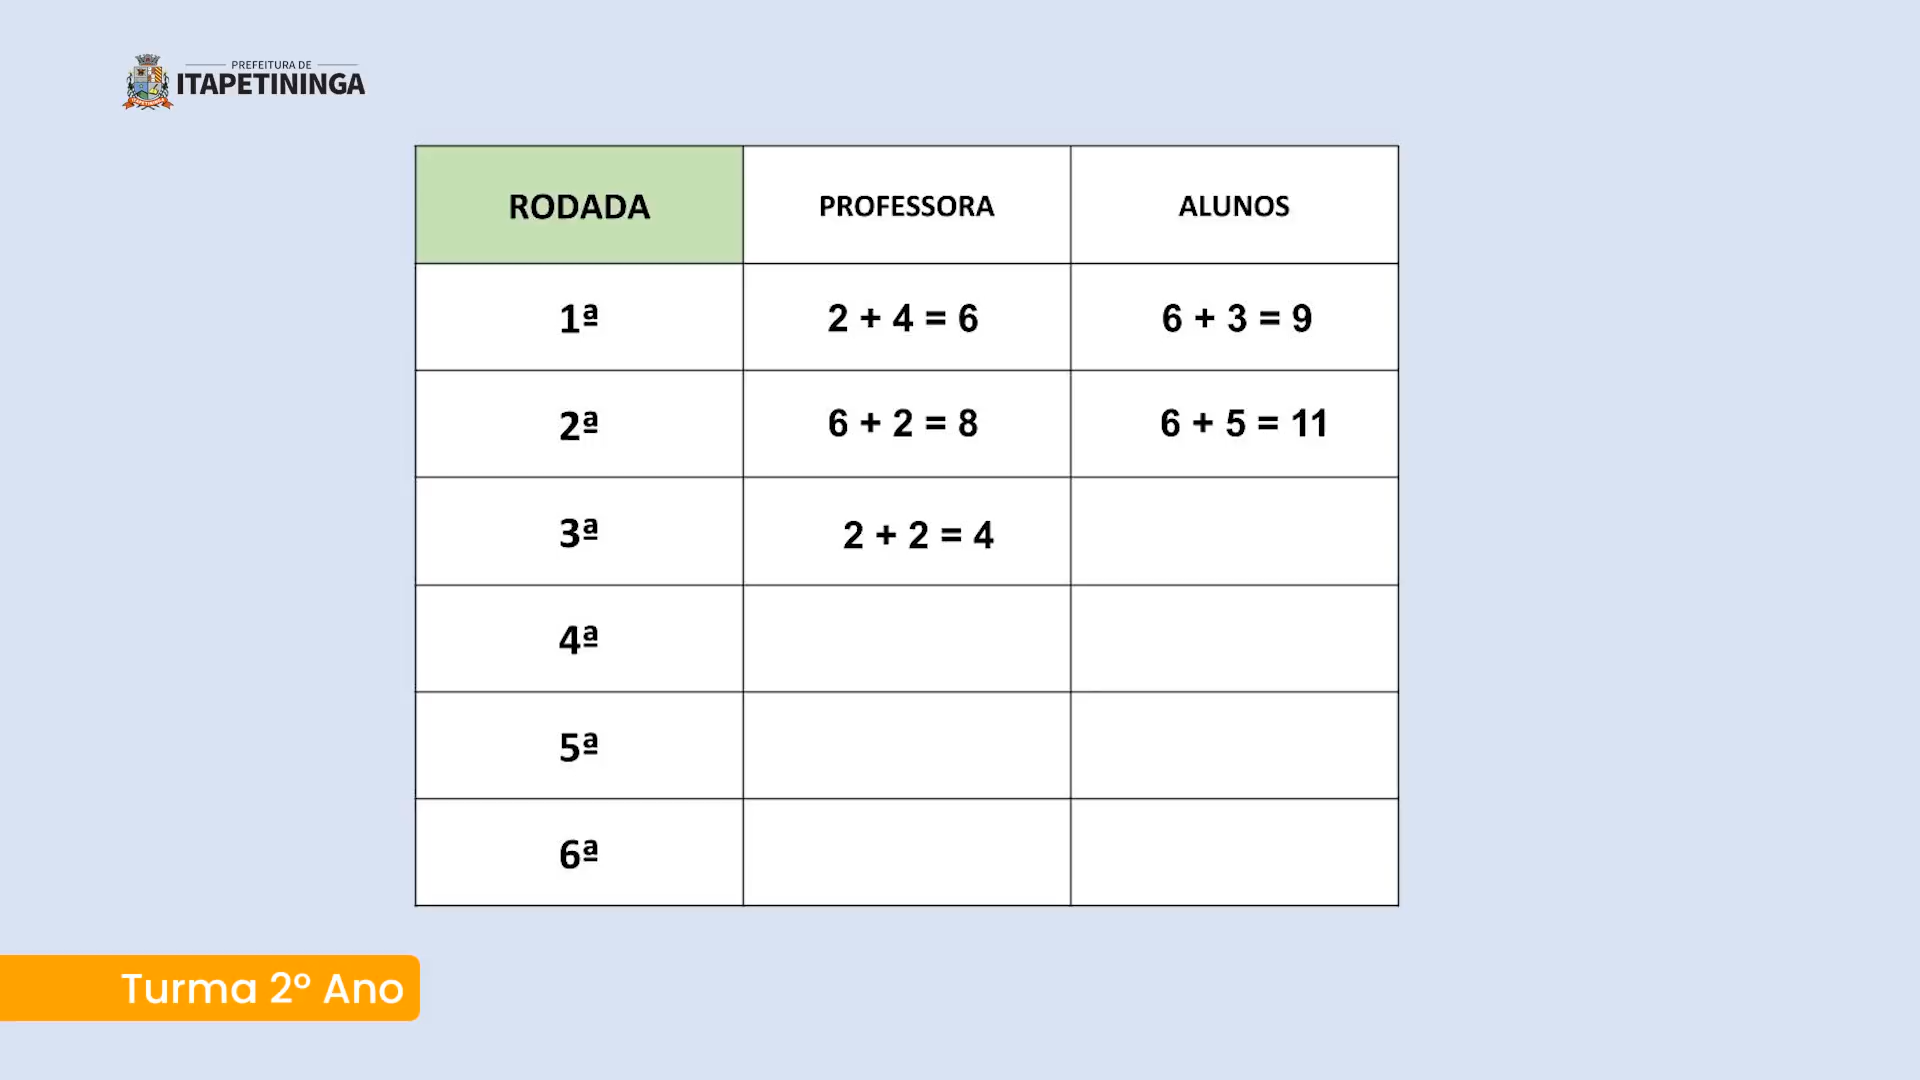 PREFEITURA DE
ITAPETININGA
RODADA PROFESSORA ALUNOS
1ª 2 + 4 = 6 6 + 3 = 9
2ª 6 + 2 = 8 6 + 5 = 11
3ª 2 + 2 = 4
4ª
5ª
6ª
Turma 2º Ano